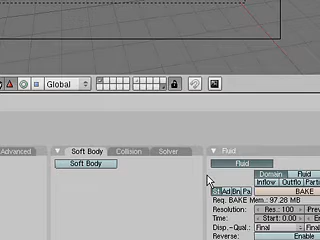 Global
Advanced
Soft Body Collision Solver
Soft Body
Fluid
Fluid
Domain Fluid
Inflow Outflo Parti
St Ad Bn Pa BAKE
Req. BAKE Mem.: 97.28 MB
Resolution: Res.: 100 Prev
Time: Start: 0.00
Disp.-Qual.: Final Final
Reverse: Enable